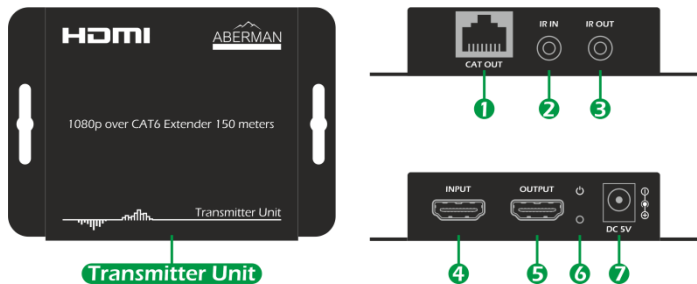 HDMI
ABERMAN
1080p over CAT6 Extender 150 meters
Transmitter Unit
Transmitter Unit
CAT OUT
IR IN
IR OUT
1
2
3
INPUT
OUTPUT
DC 5V
4
5
6
7